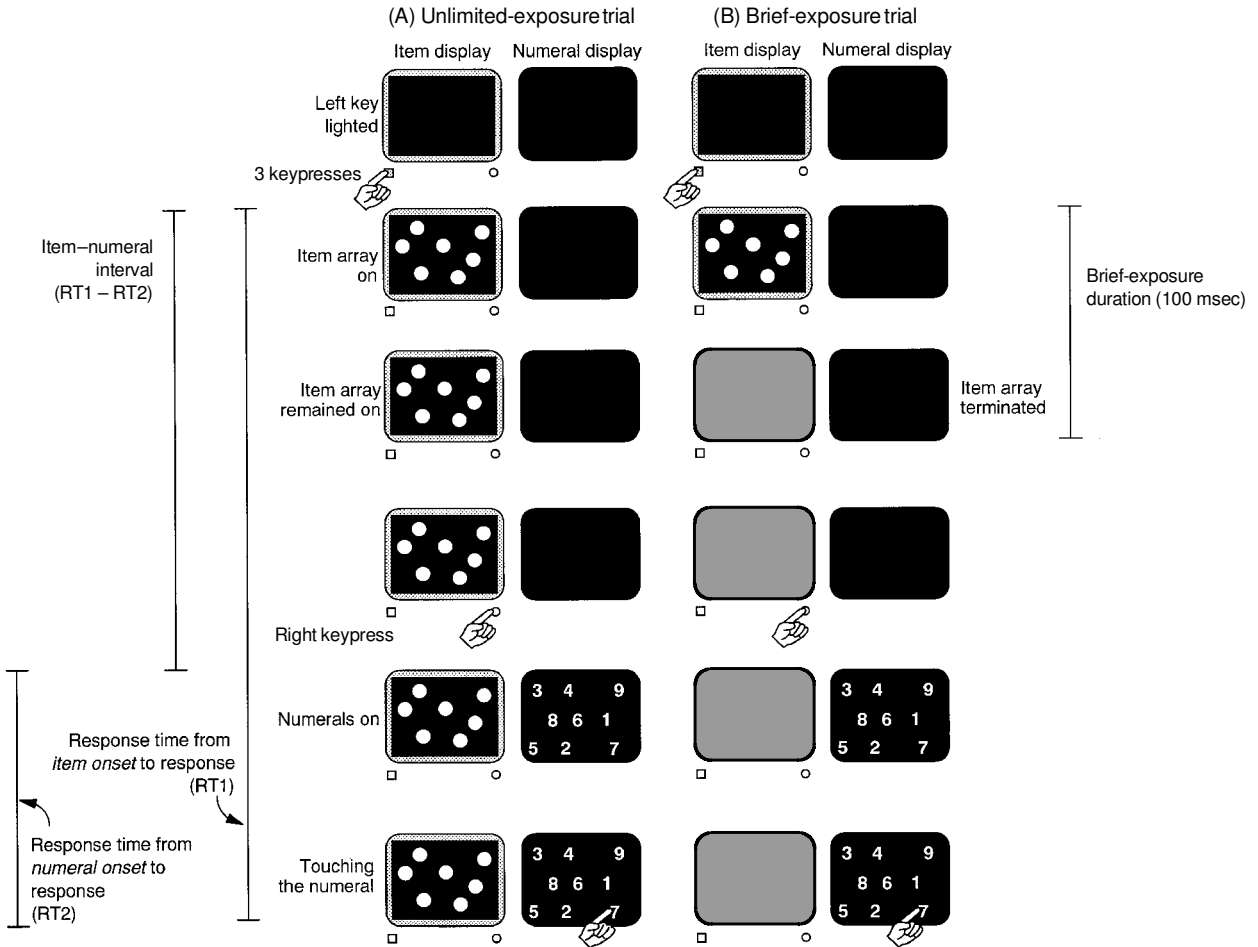 (A) Unlimited-exposure trial
(B) Brief-exposure trial
Item display
Numeral display
Item display
Numeral display
Left key
lighted
3 keypresses
Item–numeral
interval
(RT1 – RT2)
Item array
on
Brief-exposure
duration (100 msec)
Item array
remained on
Item array
terminated
Right keypress
Numerals on
3 4 9
8 6 1
5 2 7
3 4 9
8 6 1
5 2 7
Response time from
item onset to response
(RT1)
Response time from
numeral onset to
response
(RT2)
Touching
the numeral
3 4 9
8 6 1
5 2 7
3 4 9
8 6 1
5 2 7